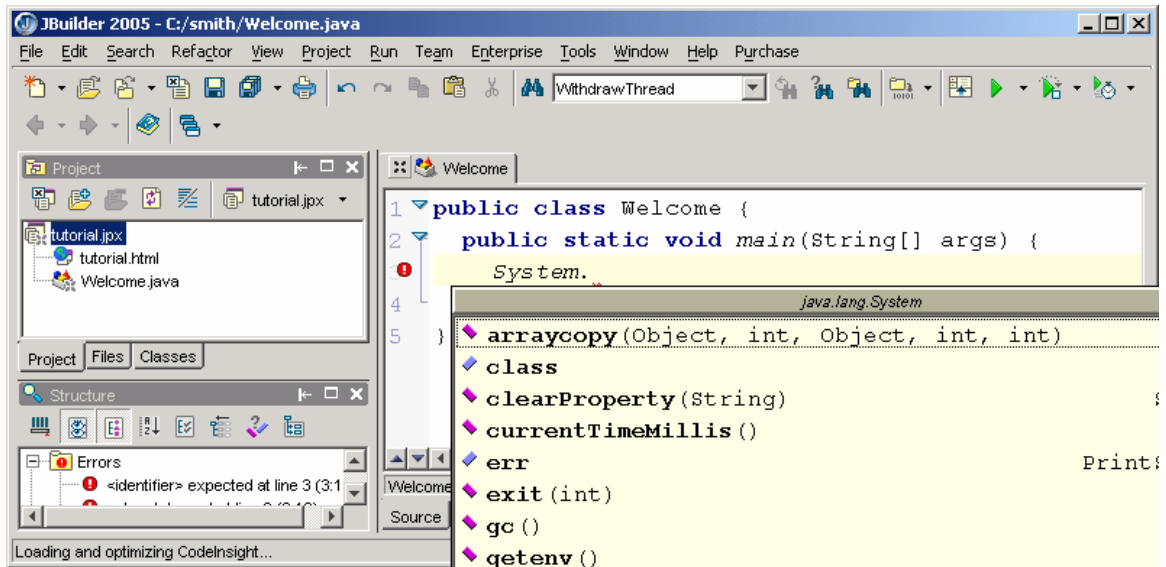 JBuilder 2005 - C:/smith/Welcome.java
File Edit Search Refactor View Project Run Team Enterprise Tools Window Help Purchase
WithdrawThread
Project
tutorial.jpx
tutorial.jpx
tutorial.html
Welcome.java
Project Files Classes
Structure
Errors
<identifier> expected at line 3 (3:1
Loading and optimizing CodeInsight...
Welcome
1 public class Welcome {
2 public static void main(String[] args) {
System.
4
5 }
java.lang.System
arraycopy(Object, int, Object, int, int)
class
clearProperty(String)
currentTimeMillis()
err Print
exit(int)
gc()
getenv()
Welcome
Source